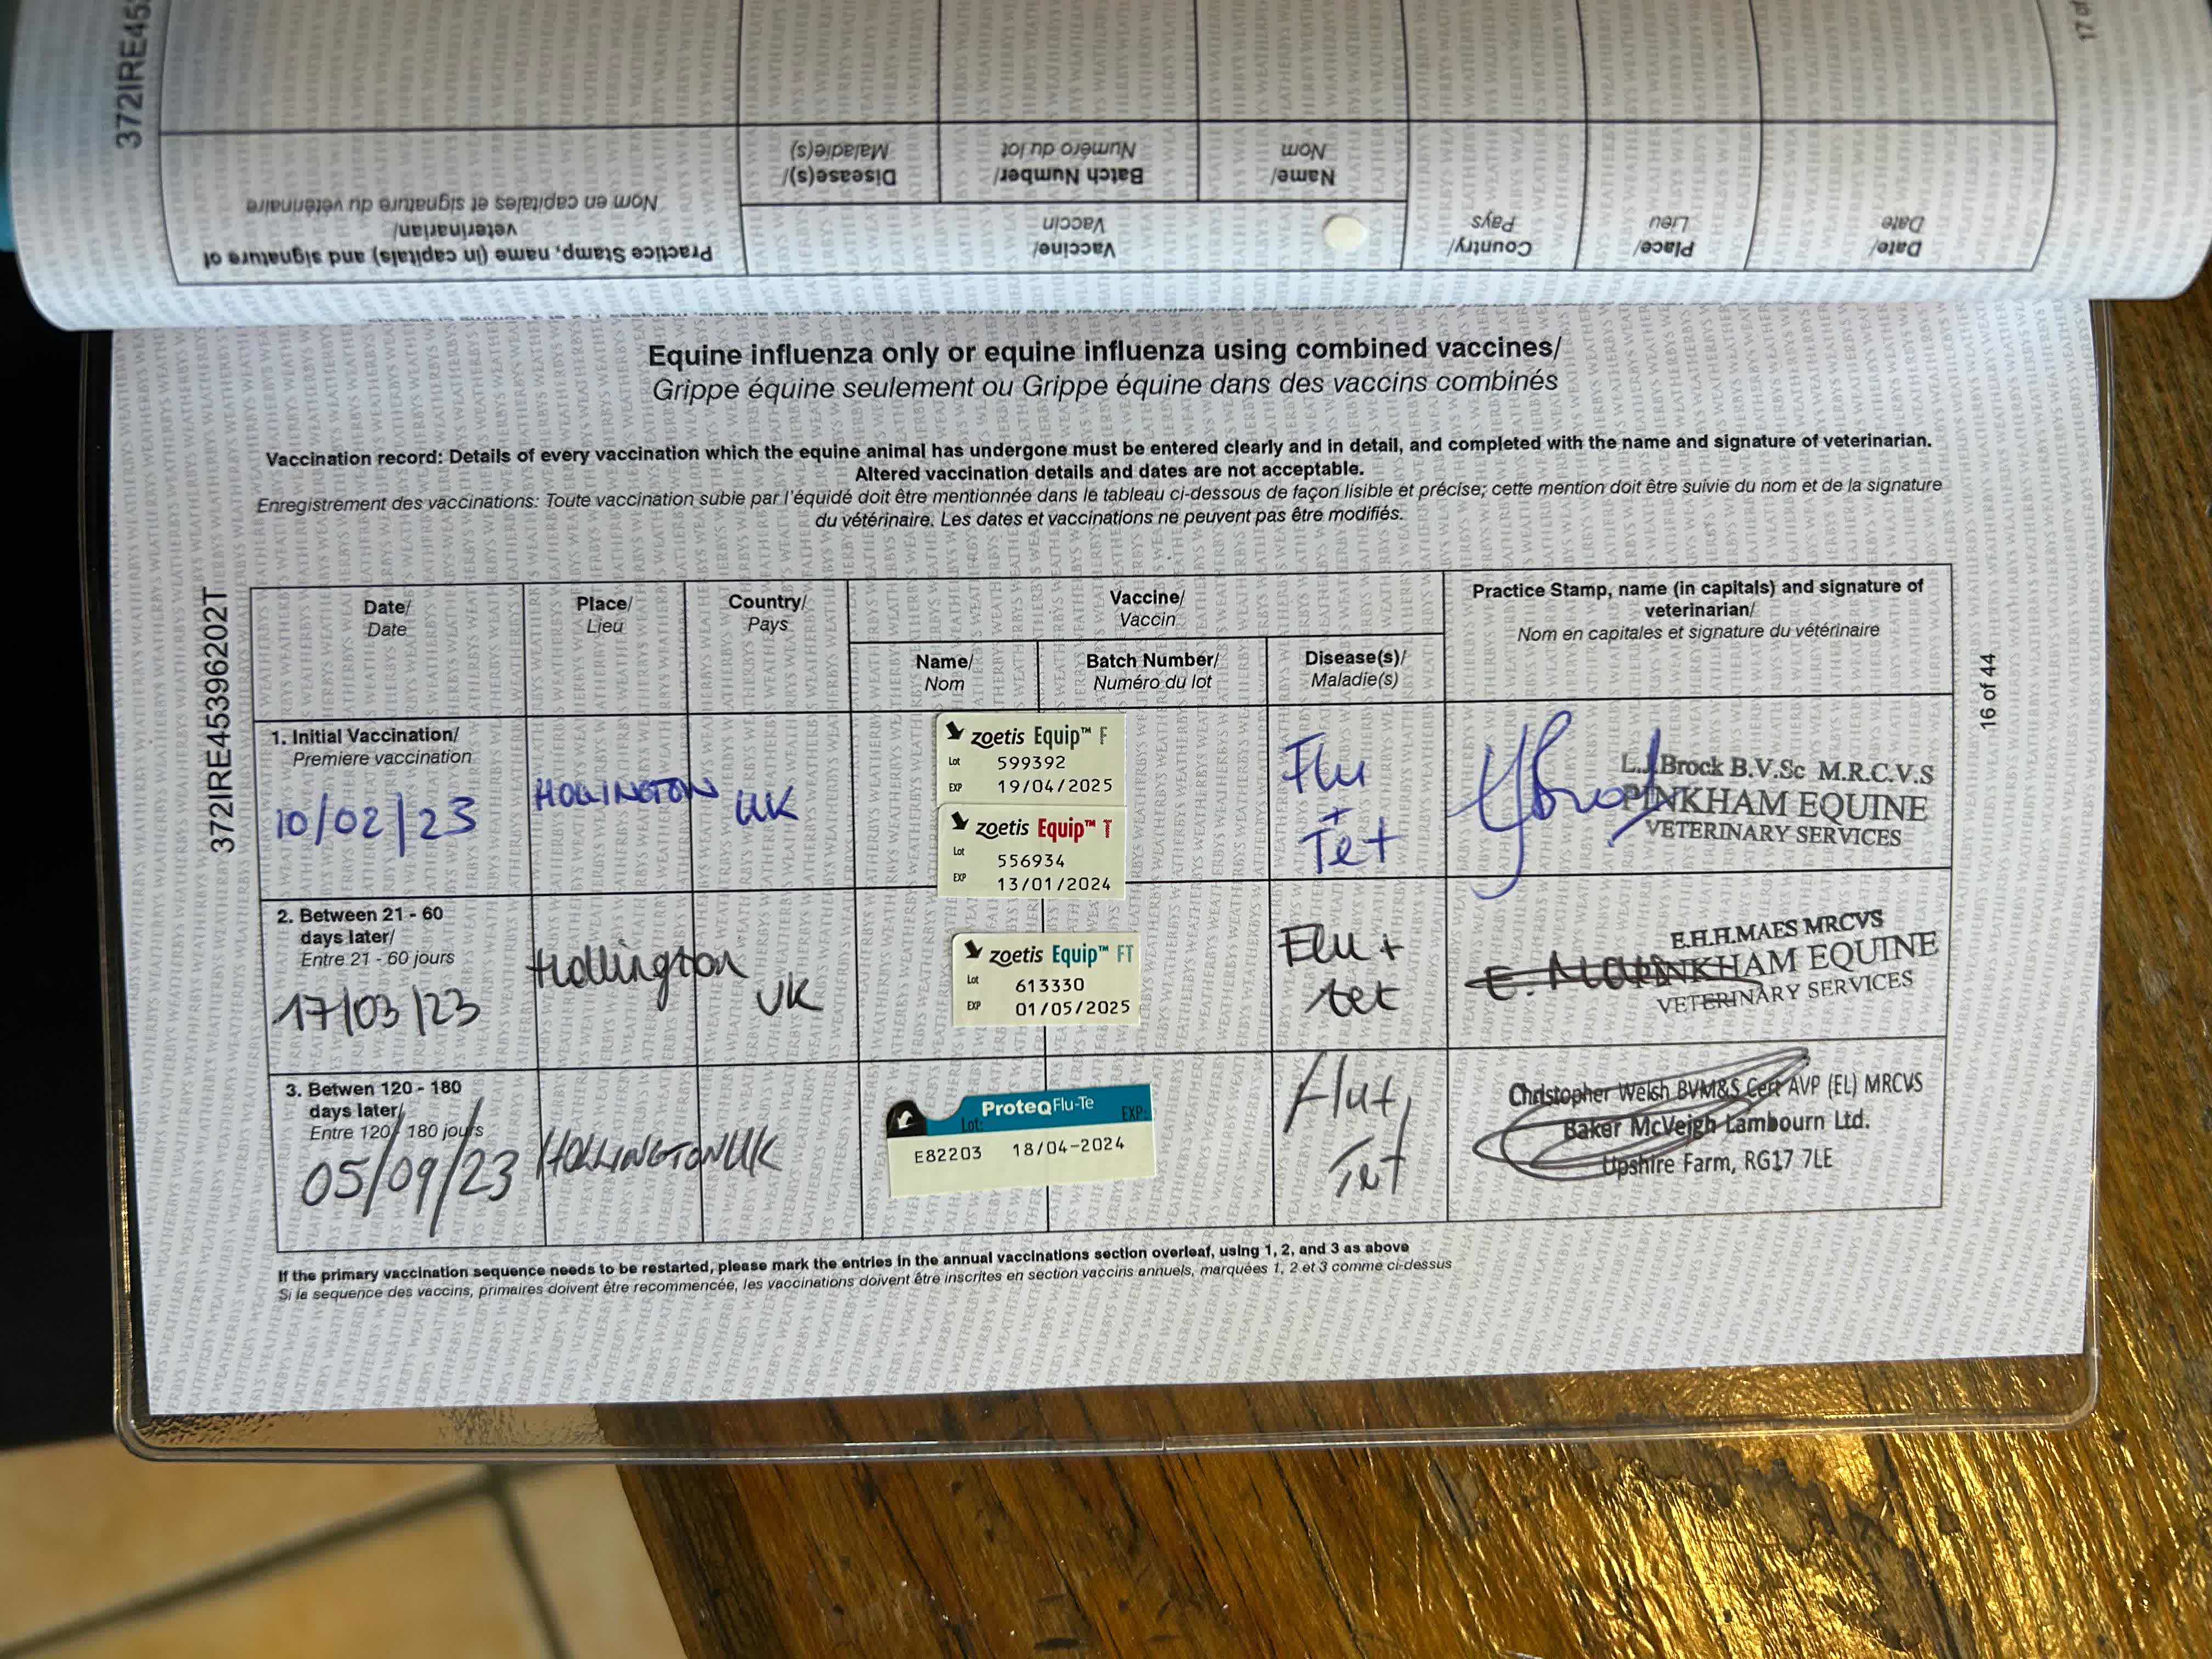 372IRE45
17 of
Practice Stamp, name (in capitals) and signature of
veterinarian/
Nom en capitales et signature du vétérinaire
Vaccine/
Vaccin
Disease(s)/
Maladie(s)
Batch Number/
Numéro du lot
Name/
Nom
Country/
Pays
Place/
Lieu
Date/
Date
Equine influenza only or equine influenza using combined vaccines/
Grippe équine seulement ou Grippe équine dans des vaccins combinés
Vaccination record: Details of every vaccination which the equine animal has undergone must be entered clearly and in detail, and completed with the name and signature of veterinarian.
Altered vaccination details and dates are not acceptable.
Enregistrement des vaccinations: Toute vaccination subie par l'équidé doit être mentionnée dans le tableau ci-dessous de façon lisible et précise; cette mention doit être suivie du nom et de la signature
du vétérinaire. Les dates et vaccinations ne peuvent pas être modifiés.
372IRE45396202T
16 of 44
Date/
Date
Place/
Lieu
Country/
Pays
Vaccine/
Vaccin
Name/
Nom
Batch Number/
Numéro du lot
Disease(s)/
Maladie(s)
Practice Stamp, name (in capitals) and signature of
veterinarian/
Nom en capitales et signature du vétérinaire
1. Initial Vaccination/
Premiere vaccination
10/02/23
HOLLINGTON
UK
zoetis Equip™ F
Lot 599392
EXP 19/04/2025
zoetis Equip™ T
Lot 556934
EXP 13/01/2024
Flu
+
Tet
L.J Brock B.V.Sc M.R.C.V.S
PINKHAM EQUINE
VETERINARY SERVICES
2. Between 21 - 60
days later/
Entre 21 - 60 jours
17/03/23
Hollington
UK
zoetis Equip™ FT
Lot 613330
EXP 01/05/2025
Flu +
tet
E.H.H.MAES MRCVS
PINKHAM EQUINE
VETERINARY SERVICES
3. Betwen 120 - 180
days later/
Entre 120 / 180 jours
05/09/23
HOLLINGTON
UK
ProteqFlu-Te
Lot: EXP:
E82203 18/04-2024
Flu+
Tet
Christopher Welsh BVM&S Cert AVP (EL) MRCVS
Baker McVeigh Lambourn Ltd.
Upshire Farm, RG17 7LE
If the primary vaccination sequence needs to be restarted, please mark the entries in the annual vaccinations section overleaf, using 1, 2, and 3 as above
Si la sequence des vaccins, primaires doivent être recommencée, les vaccinations doivent être inscrites en section vaccins annuels, marquées 1, 2 et 3 comme ci-dessus